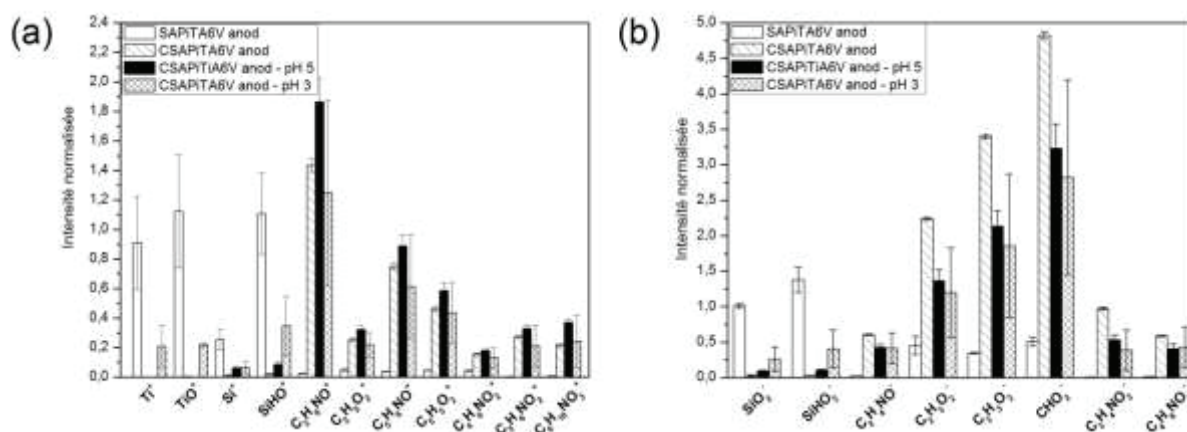 (a)
2,4
2,2
2,0
1,8
1,6
1,4
1,2
1,0
0,8
0,6
0,4
0,2
0,0
Intensité normalisée
SAPiTA6V anod
CSAPiTA6V anod
CSAPiTiA6V anod - pH 5
CSAPiTA6V anod - pH 3
Ti⁺
TiO⁺
Si⁺
SiHO⁺
(b)
5,0
4,5
4,0
3,5
3,0
2,5
2,0
1,5
1,0
0,5
0,0
Intensité normalisée
SAPiTA6V anod
CSAPiTA6V anod
CSAPiTiA6V anod - pH 5
CSAPiTA6V anod - pH 3
CHO₂⁻